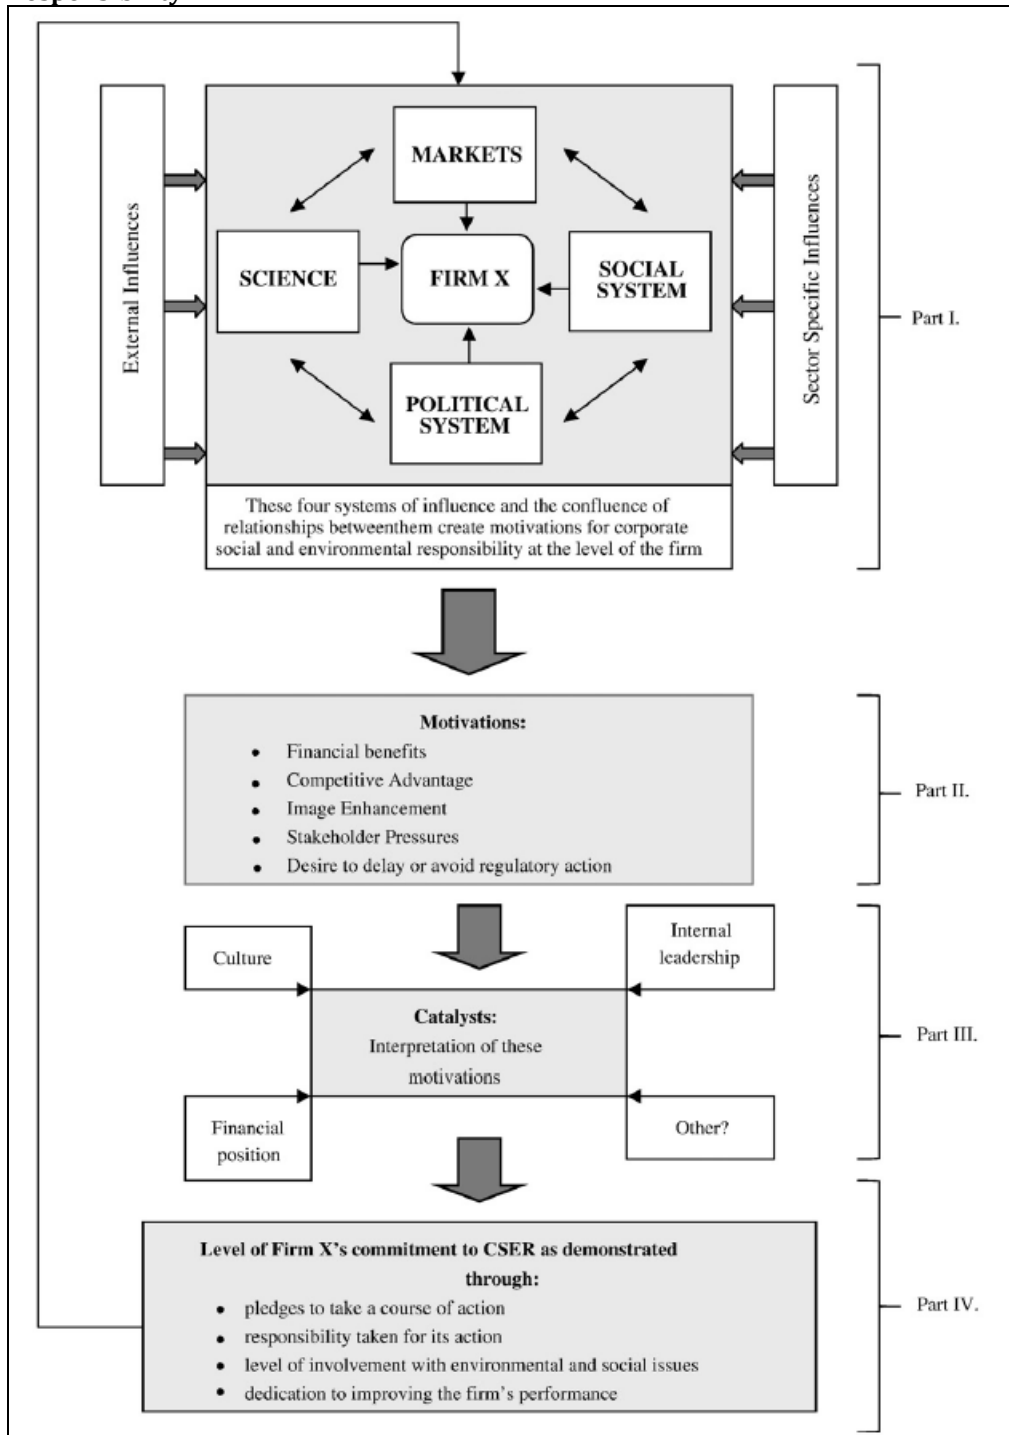 MARKETS
External Influences
SCIENCE
FIRM X
SOCIAL
SYSTEM
Sector Specific Influences
Part I.
POLITICAL
SYSTEM
These four systems of influence and the confluence of
relationships betweenthem create motivations for corporate
social and environmental responsibility at the level of the firm
Motivations:
• Financial benefits
• Competitive Advantage
• Image Enhancement
• Stakeholder Pressures
• Desire to delay or avoid regulatory action
Part II.
Culture
Internal
leadership
Catalysts:
Interpretation of these
motivations
Part III.
Financial
position
Other?
Level of Firm X's commitment to CSER as demonstrated
through:
• pledges to take a course of action
• responsibility taken for its action
• level of involvement with environmental and social issues
• dedication to improving the firm's performance
Part IV.